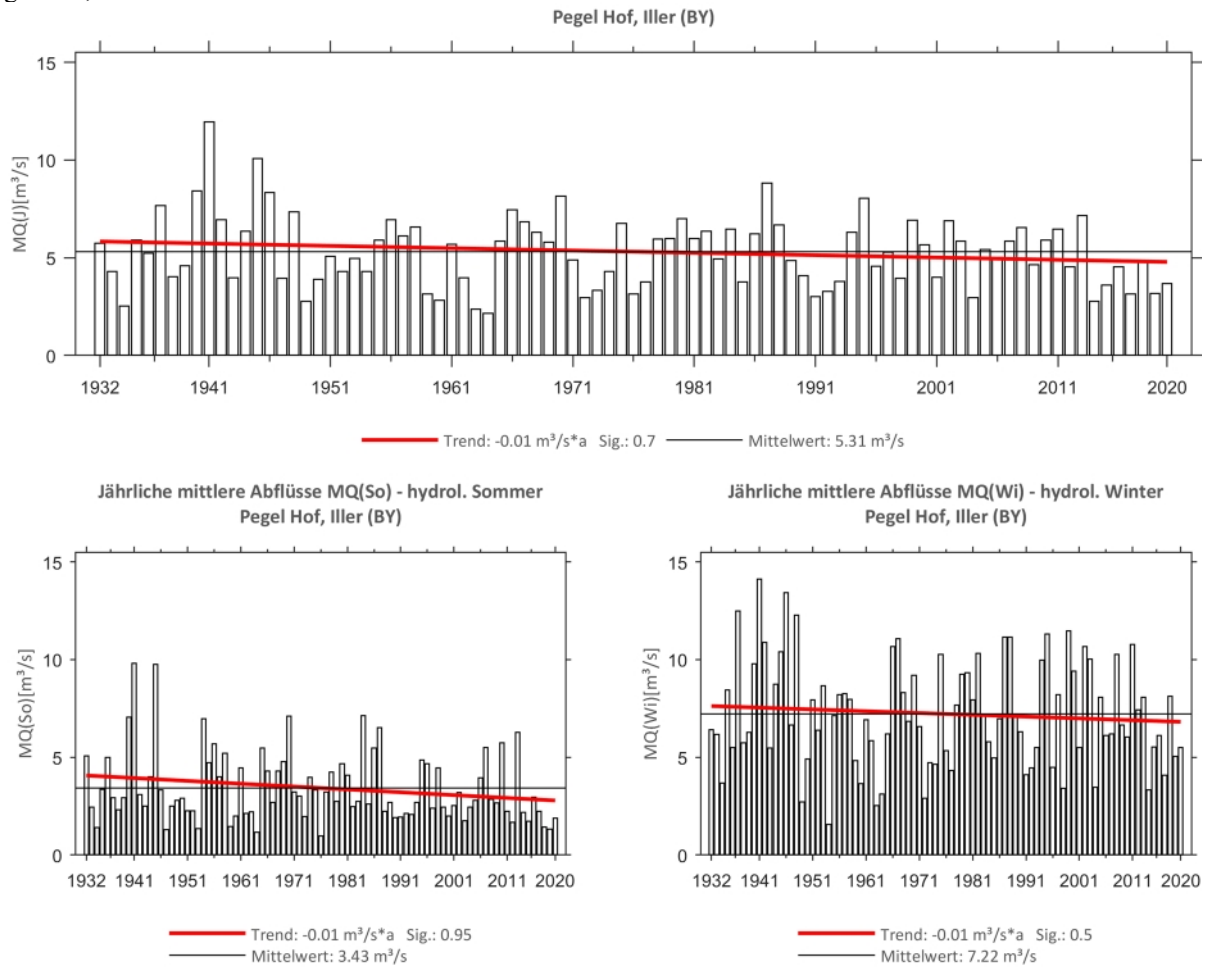 Pegel Hof, Iller (BY)
15
10
5
0
MQ(J)[m³/s]
1932 1941 1951 1961 1971 1981 1991 2001 2011 2020
Trend: -0.01 m³/s*a Sig.: 0.7 Mittelwert: 5.31 m³/s
Jährliche mittlere Abflüsse MQ(So) - hydrol. Sommer
Pegel Hof, Iller (BY)
15
10
5
0
MQ(So)[m³/s]
1932 1941 1951 1961 1971 1981 1991 2001 2011 2020
Trend: -0.01 m³/s*a Sig.: 0.95
Mittelwert: 3.43 m³/s
Jährliche mittlere Abflüsse MQ(Wi) - hydrol. Winter
Pegel Hof, Iller (BY)
15
10
5
0
MQ(Wi)[m³/s]
1932 1941 1951 1961 1971 1981 1991 2001 2011 2020
Trend: -0.01 m³/s*a Sig.: 0.5
Mittelwert: 7.22 m³/s